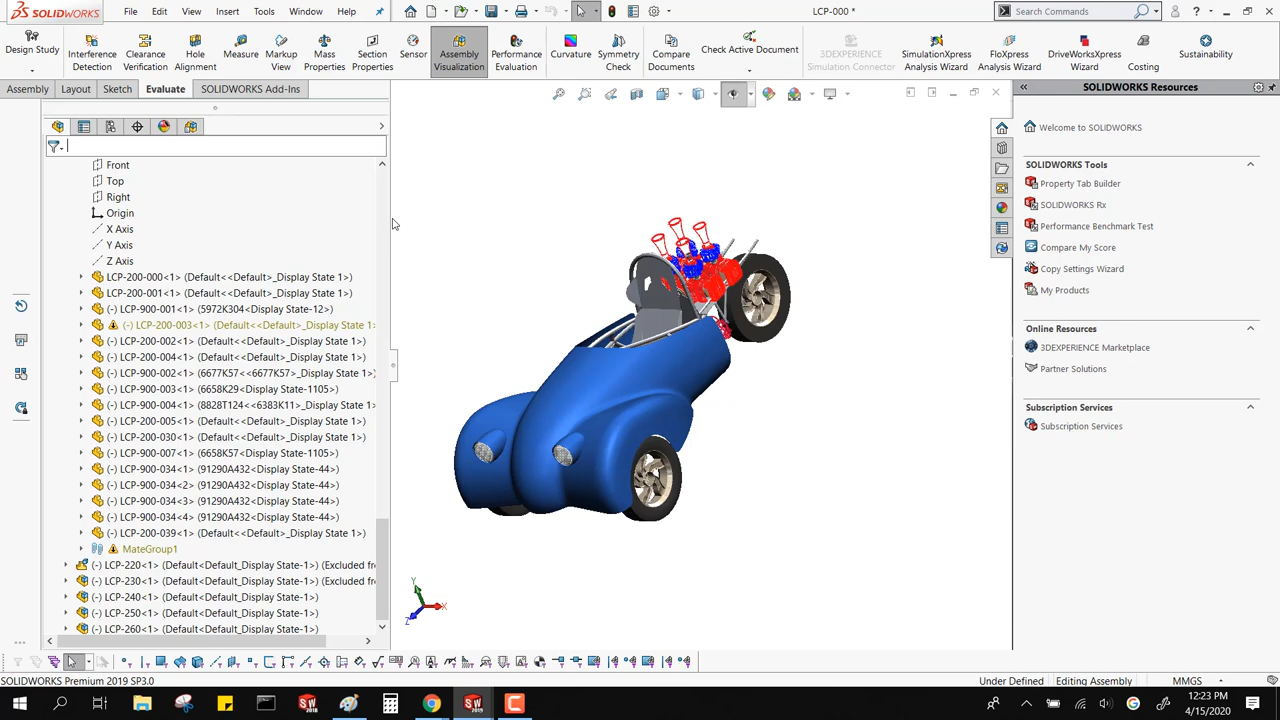 SOLIDWORKS File Edit View Insert Tools Window Help LCP-000 * Search Commands
Design Study Interference Detection Clearance Verification Hole Alignment Measure Markup View Mass Properties Section Properties Sensor Assembly Visualization Performance Evaluation Curvature Symmetry Check Compare Documents Check Active Document 3DEXPERIENCE Simulation Connector SimulationXpress Analysis Wizard FloXpress Analysis Wizard DriveWorksXpress Wizard Costing Sustainability
Assembly Layout Sketch Evaluate SOLIDWORKS Add-Ins
SOLIDWORKS Resources
Front
Top
Right
Origin
X Axis
Y Axis
Z Axis
LCP-200-000<1> (Default<<Default>_Display State 1>)
LCP-200-001<1> (Default<<Default>_Display State 1>)
(-) LCP-900-001<1> (5972K304<Display State-12>)
(-) LCP-200-003<1> (Default<<Default>_Display State 1>
(-) LCP-200-002<1> (Default<<Default>_Display State 1>)
(-) LCP-200-004<1> (Default<<Default>_Display State 1>)
(-) LCP-900-002<1> (6677K57<<6677K57>_Display State 1>)
(-) LCP-900-003<1> (6658K29<Display State-1105>)
(-) LCP-900-004<1> (8828T124<<6383K11>_Display State 1>
(-) LCP-200-005<1> (Default<<Default>_Display State 1>)
(-) LCP-200-030<1> (Default<<Default>_Display State 1>)
(-) LCP-900-007<1> (6658K57<Display State-1105>)
(-) LCP-900-034<1> (91290A432<Display State-44>)
(-) LCP-900-034<2> (91290A432<Display State-44>)
(-) LCP-900-034<3> (91290A432<Display State-44>)
(-) LCP-900-034<4> (91290A432<Display State-44>)
(-) LCP-200-039<1> (Default<<Default>_Display State 1>)
MateGroup1
(-) LCP-220<1> (Default<Default_Display State-1>) (Excluded fr
(-) LCP-230<1> (Default<Default_Display State-1>) (Excluded fr
(-) LCP-240<1> (Default<Default_Display State-1>)
(-) LCP-250<1> (Default<Default_Display State-1>)
(-) LCP-260<1> (Default<Default_Display State-1>)
Y
X
Z
Welcome to SOLIDWORKS
SOLIDWORKS Tools
Property Tab Builder
SOLIDWORKS Rx
Performance Benchmark Test
Compare My Score
Copy Settings Wizard
My Products
Online Resources
3DEXPERIENCE Marketplace
Partner Solutions
Subscription Services
Subscription Services
SOLIDWORKS Premium 2019 SP3.0 Under Defined Editing Assembly MMGS
12:23 PM
4/15/2020